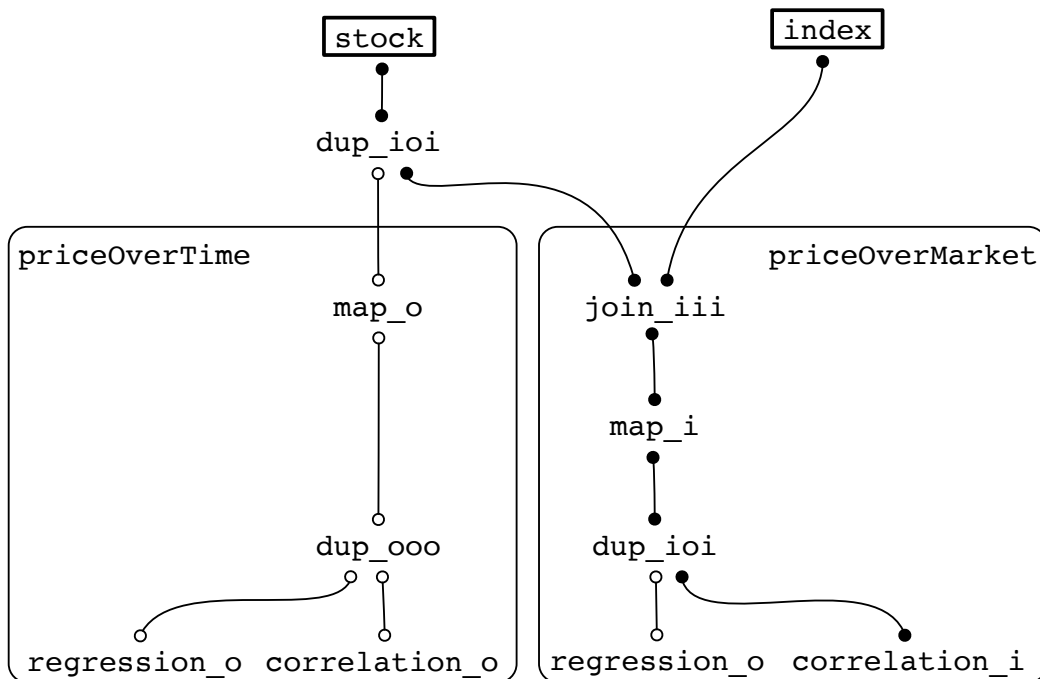 stock
index
dup_ioi
priceOverTime
priceOverMarket
map_o
join_iii
map_i
dup_ooo
dup_ioi
regression_o
correlation_o
regression_o
correlation_i